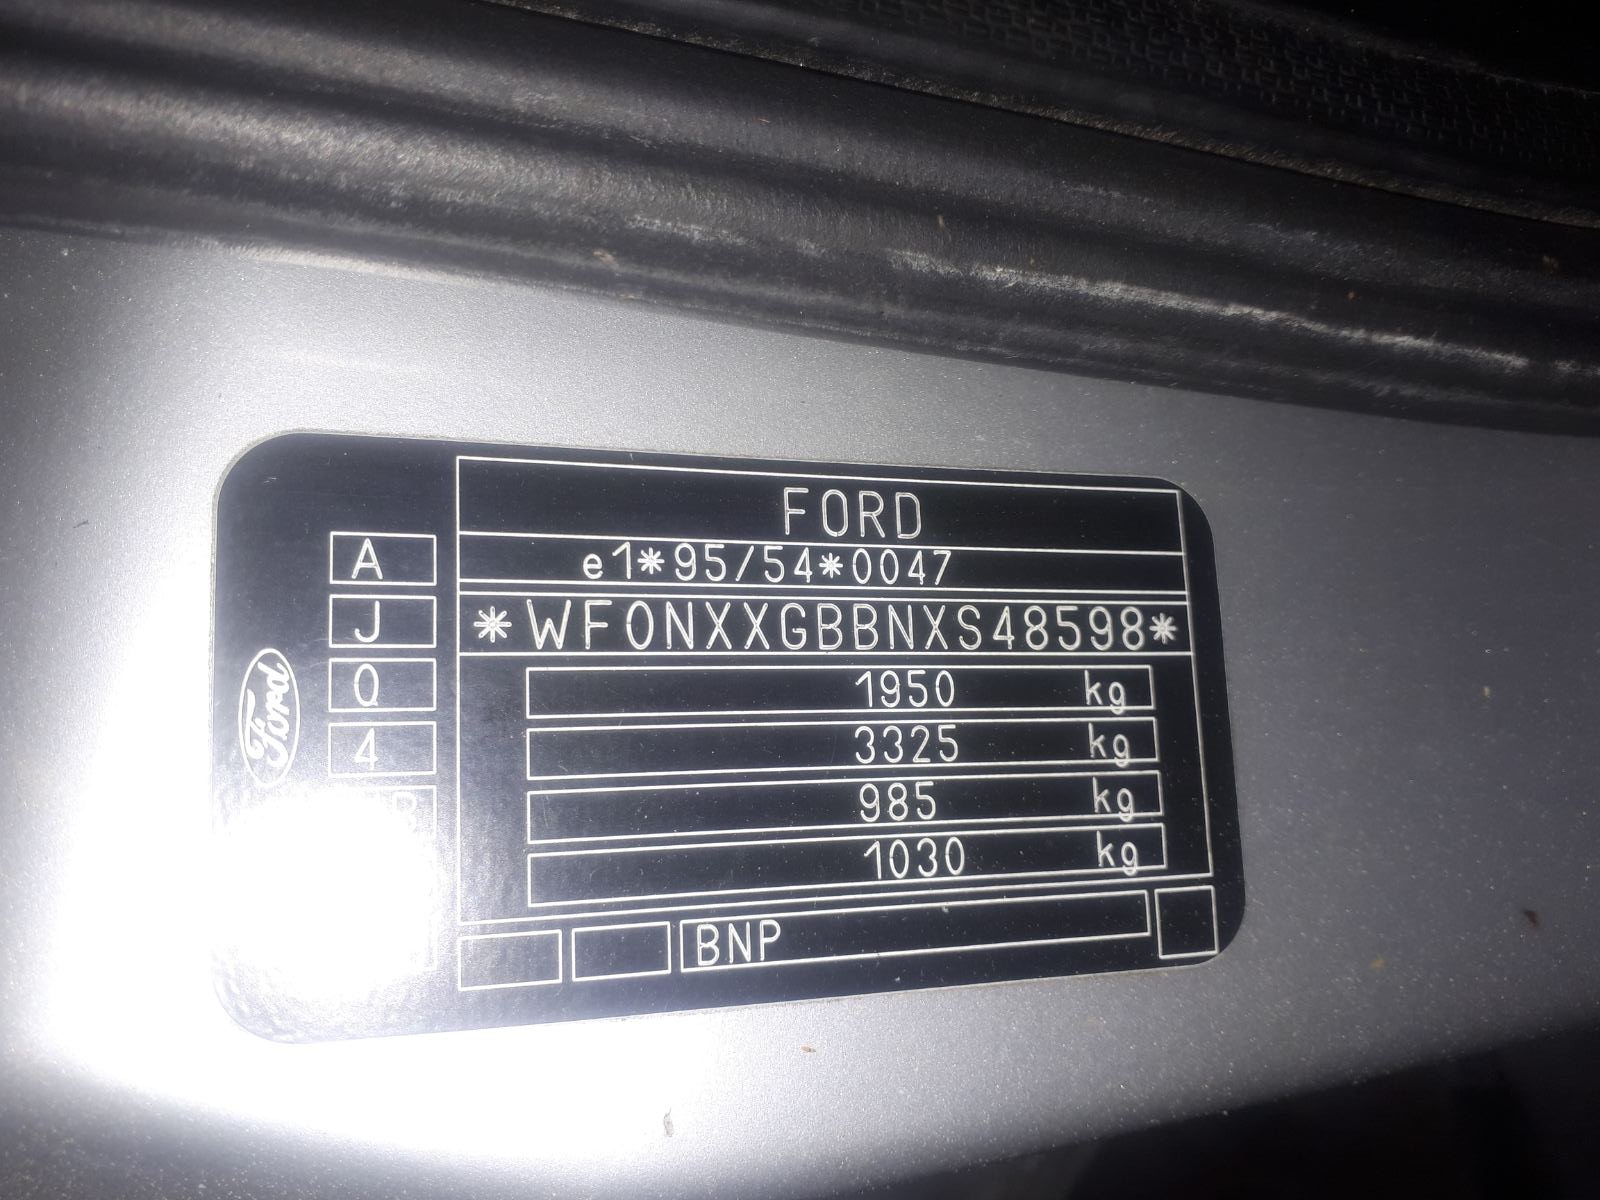 FORD
e1*95/54*0047
*WF0NXXGBBNXS48598*
1950 kg
3325 kg
985 kg
1030 kg
BNP
A
J
Q
4
Ford